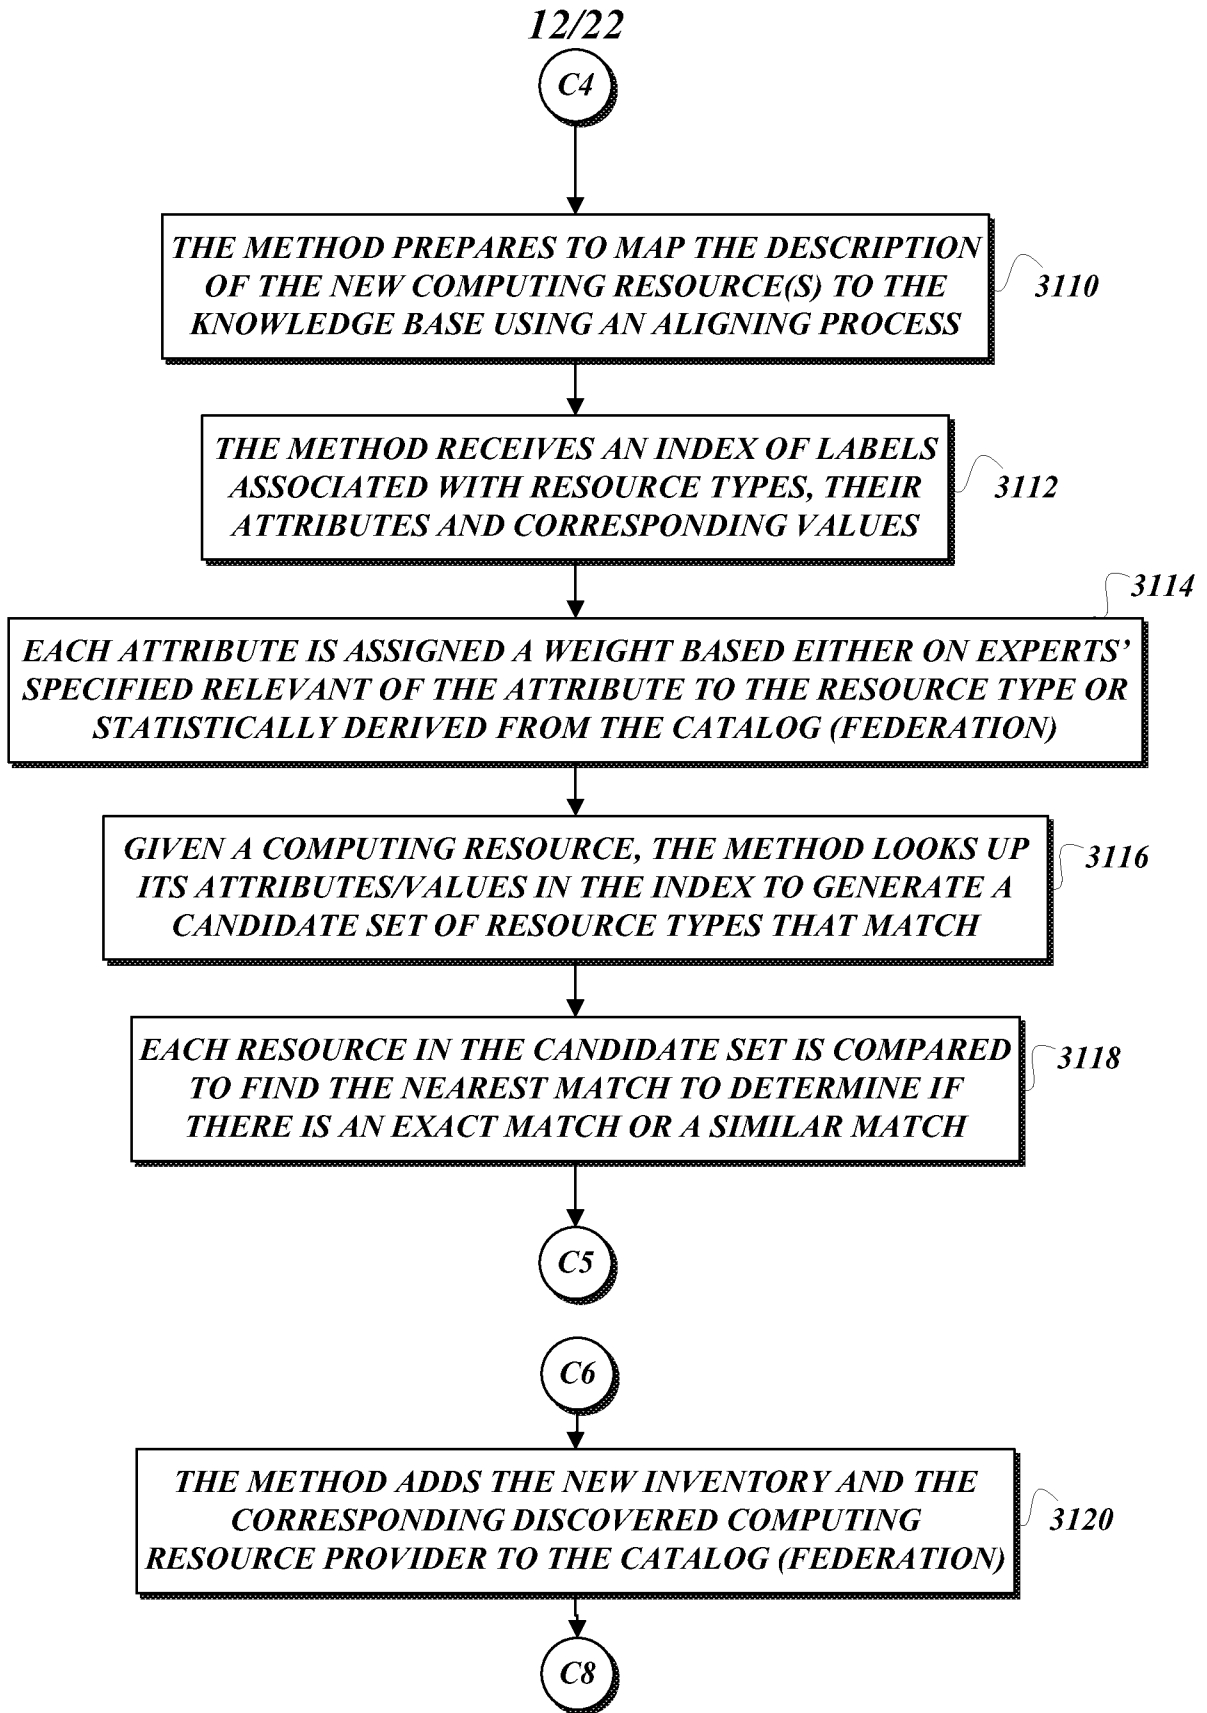 12/22
C4
THE METHOD PREPARES TO MAP THE DESCRIPTION
OF THE NEW COMPUTING RESOURCE(S) TO THE
KNOWLEDGE BASE USING AN ALIGNING PROCESS
3110
THE METHOD RECEIVES AN INDEX OF LABELS
ASSOCIATED WITH RESOURCE TYPES, THEIR
ATTRIBUTES AND CORRESPONDING VALUES
3112
3114
EACH ATTRIBUTE IS ASSIGNED A WEIGHT BASED EITHER ON EXPERTS’
SPECIFIED RELEVANT OF THE ATTRIBUTE TO THE RESOURCE TYPE OR
STATISTICALLY DERIVED FROM THE CATALOG (FEDERATION)
GIVEN A COMPUTING RESOURCE, THE METHOD LOOKS UP
ITS ATTRIBUTES/VALUES IN THE INDEX TO GENERATE A
CANDIDATE SET OF RESOURCE TYPES THAT MATCH
3116
EACH RESOURCE IN THE CANDIDATE SET IS COMPARED
TO FIND THE NEAREST MATCH TO DETERMINE IF
THERE IS AN EXACT MATCH OR A SIMILAR MATCH
3118
C5
C6
THE METHOD ADDS THE NEW INVENTORY AND THE
CORRESPONDING DISCOVERED COMPUTING
RESOURCE PROVIDER TO THE CATALOG (FEDERATION)
3120
C8